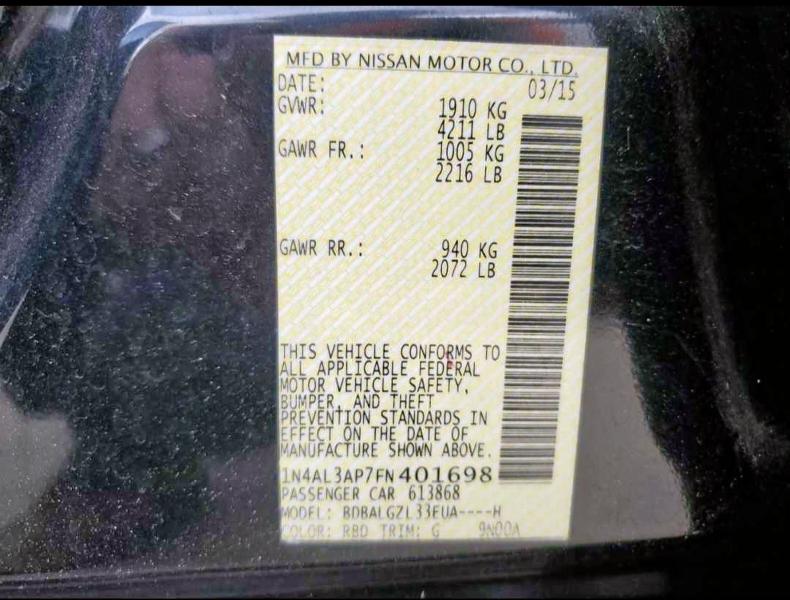 MFD BY NISSAN MOTOR CO., LTD.
DATE: 03/15
GVWR: 1910 KG
4211 LB
GAWR FR.: 1005 KG
2216 LB
GAWR RR.: 940 KG
2072 LB
THIS VEHICLE CONFORMS TO
ALL APPLICABLE FEDERAL
MOTOR VEHICLE SAFETY,
BUMPER, AND THEFT
PREVENTION STANDARDS IN
EFFECT ON THE DATE OF
MANUFACTURE SHOWN ABOVE.
1N4AL3AP7FN401698
PASSENGER CAR 613868
MODEL: BDBALGZL33EUA----H
COLOR: RBD TRIM: G 9N00A